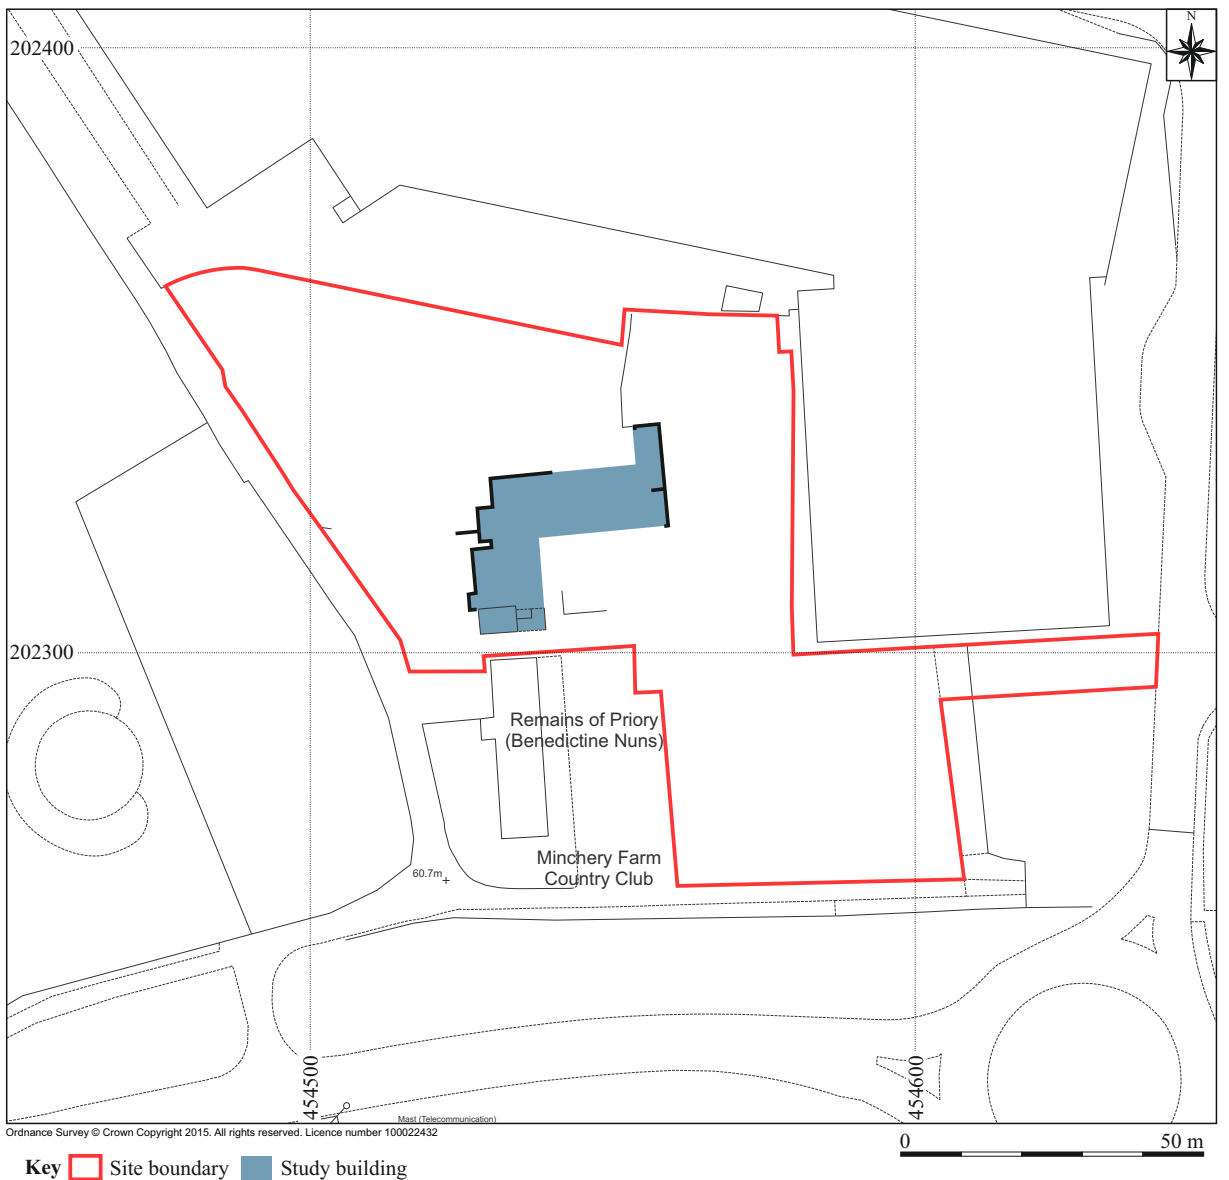 N
202400
202300
Remains of Priory
(Benedictine Nuns)
Minchery Farm
Country Club
60.7m
454500
454600
Mast (Telecommunication)
Ordnance Survey © Crown Copyright 2015. All rights reserved. Licence number 100022432
0 50 m
Key Site boundary Study building